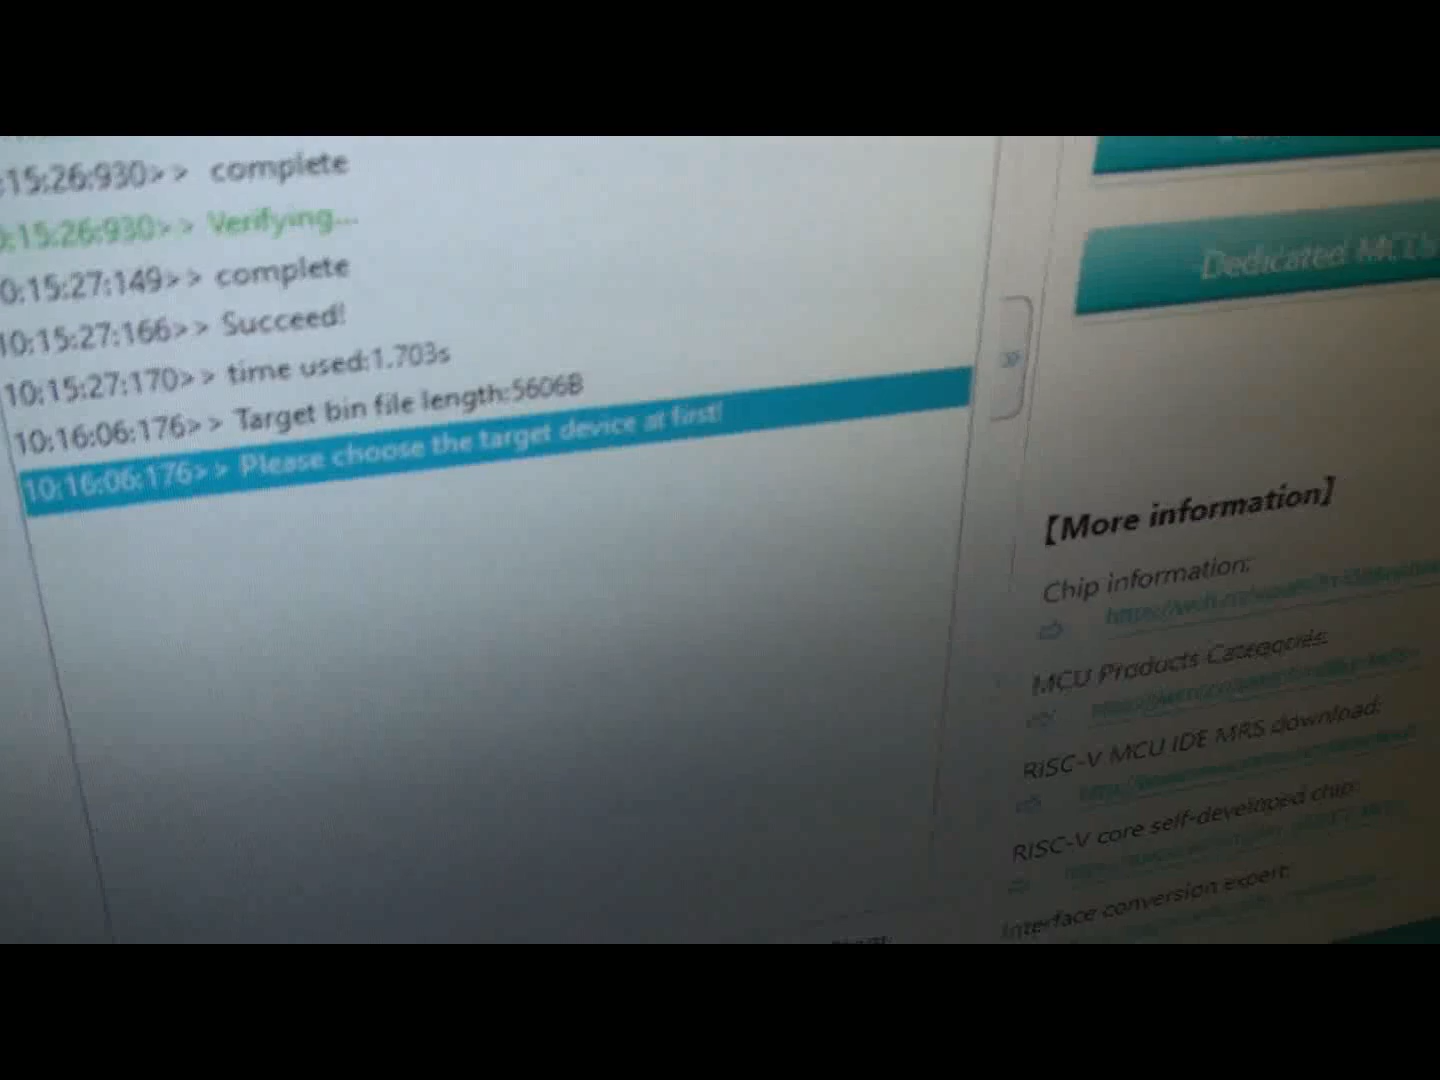 :15:26:930>> complete
0:15:26:930>> Verifying...
0:15:27:149>> complete
10:15:27:166>> Succeed!
10:15:27:170>> time used:1.703s
10:16:06:176>> Target bin file length:5606B
10:16:06:176>> Please choose the target device at first!
Dedicated MCUs
【More information】
Chip information:
MCU Products Categories:
RISC-V MCU IDE MRS download:
RISC-V core self-developed chip:
Interface conversion expert: